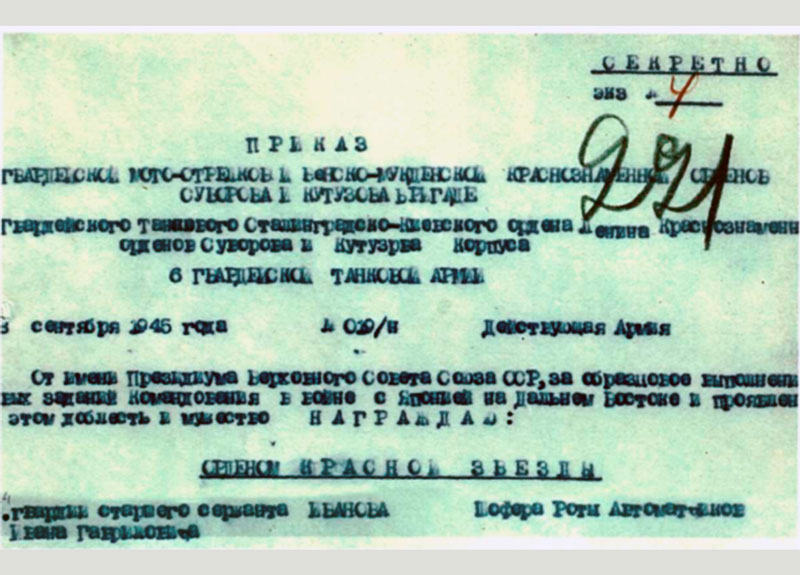 СЕКРЕТНО
экз № 4
221
ПРИКАЗ
ГВАРДЕЙСКОЙ МОТО-СТРЕЛКОВОЙ ВЕНСКО-МУКДЕНСКОЙ КРАСНОЗНАМЕННОЙ ОРДЕНОВ
СУВОРОВА И КУТУЗОВА БРИГАДЕ
Гвардейского танкового Сталинградско-Киевского ордена Ленина Краснознаменн
орденов Суворова и Кутузова Корпуса
6 ГВАРДЕЙСКОЙ ТАНКОВОЙ АРМИИ
сентября 1945 года № 019/н Действующая Армия
От имени Президиума Верховного Совета Союза ССР, за образцовое выполнени
вых заданий Командования в войне с Японией на Дальнем Востоке и проявлен
этом доблесть и мужество НАГРАЖДАЮ:
ОРДЕНОМ КРАСНОЙ ЗВЕЗДЫ
.гвардии старшего сержанта ИВАНОВА Шофера Роты Автоматчиков
Ивана Гавриловича